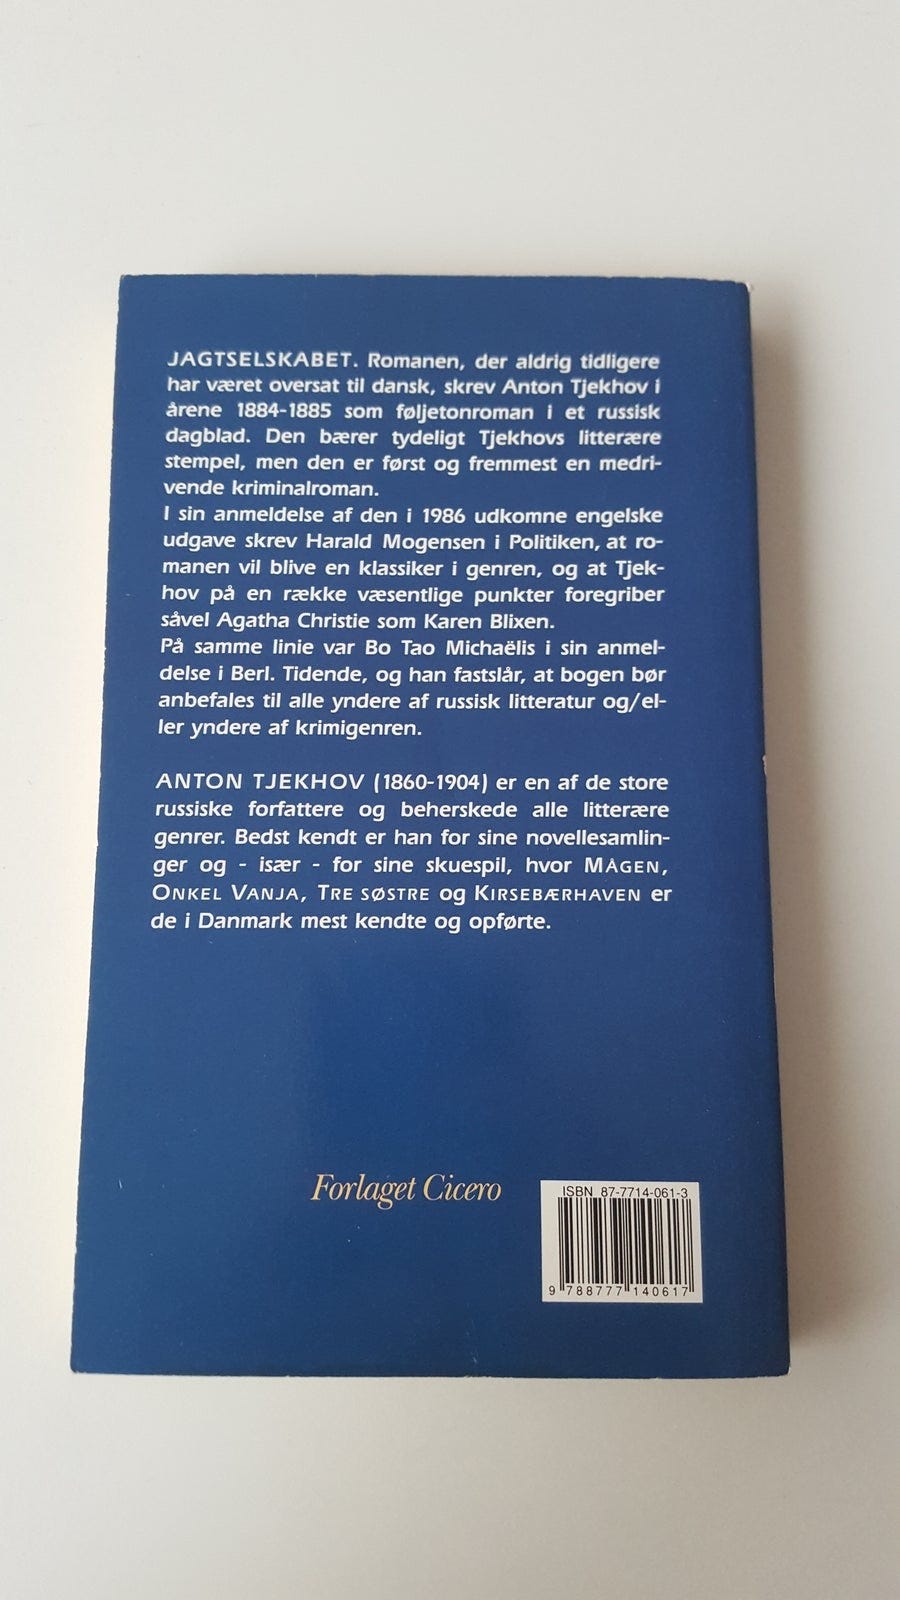 JAGTSELSKABET. Romanen, der aldrig tidligere
har været oversat til dansk, skrev Anton Tjekhov i
årene 1884-1885 som føljetonroman i et russisk
dagblad. Den bærer tydeligt Tjekhovs litterære
stempel, men den er først og fremmest en medri-
vende kriminalroman.
I sin anmeldelse af den i 1986 udkomne engelske
udgave skrev Harald Mogensen i Politiken, at ro-
manen vil blive en klassiker i genren, og at Tjek-
hov på en række væsentlige punkter foregriber
såvel Agatha Christie som Karen Blixen.
På samme linie var Bo Tao Michaëlis i sin anmel-
delse i Berl. Tidende, og han fastslår, at bogen bør
anbefales til alle yndere af russisk litteratur og/el-
ler yndere af krimigenren.
ANTON TJEKHOV (1860-1904) er en af de store
russiske forfattere og beherskede alle litterære
genrer. Bedst kendt er han for sine novellesamlin-
ger og - især - for sine skuespil, hvor MÅGEN,
ONKEL VANJA, TRE SØSTRE og KIRSEBÆRHAVEN er
de i Danmark mest kendte og opførte.
Forlaget Cicero
ISBN 87-7714-061-3
9 788777 140617